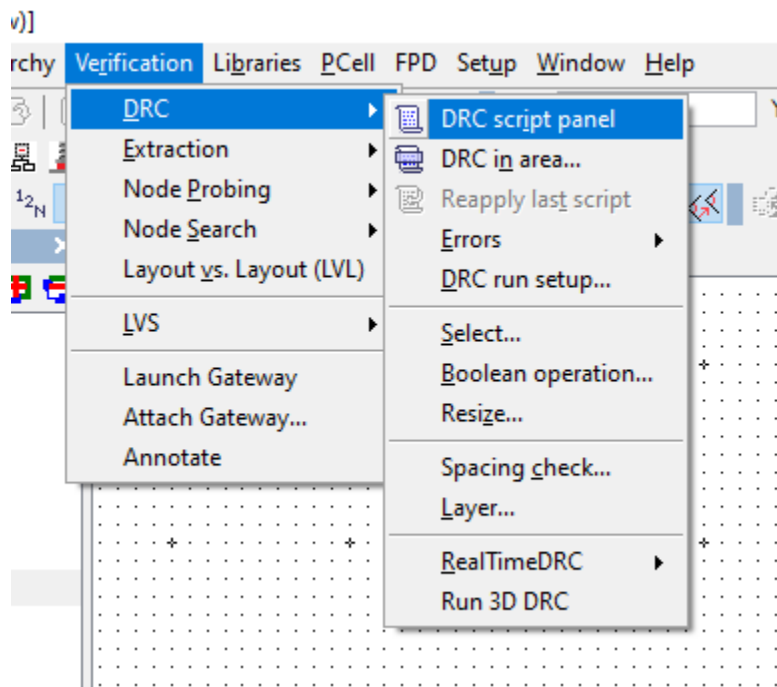 v)]
rchy Verification Libraries PCell FPD Setup Window Help
DRC
Extraction
Node Probing
Node Search
Layout vs. Layout (LVL)
LVS
Launch Gateway
Attach Gateway...
Annotate
DRC script panel
DRC in area...
Reapply last script
Errors
DRC run setup...
Select...
Boolean operation...
Resize...
Spacing check...
Layer...
RealTimeDRC
Run 3D DRC
12N